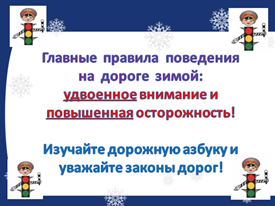 Главные правила поведения
на дороге зимой:
удвоенное внимание и
повышенная осторожность!
Изучайте дорожную азбуку и
уважайте законы дорог!